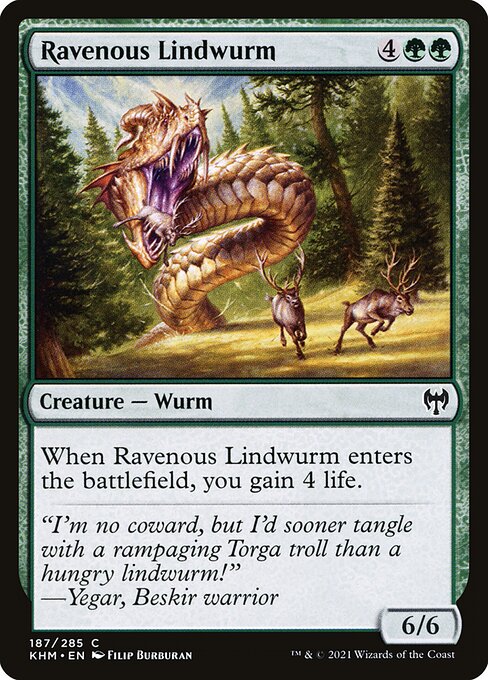 Ravenous Lindwurm 4
Creature — Wurm
When Ravenous Lindwurm enters
the battlefield, you gain 4 life.
“I’m no coward, but I’d sooner tangle
with a rampaging Torga troll than a
hungry lindwurm!”
—Yegar, Beskir warrior
6/6
187/285 C
KHM • EN Filip Burburan
™ & © 2021 Wizards of the Coast